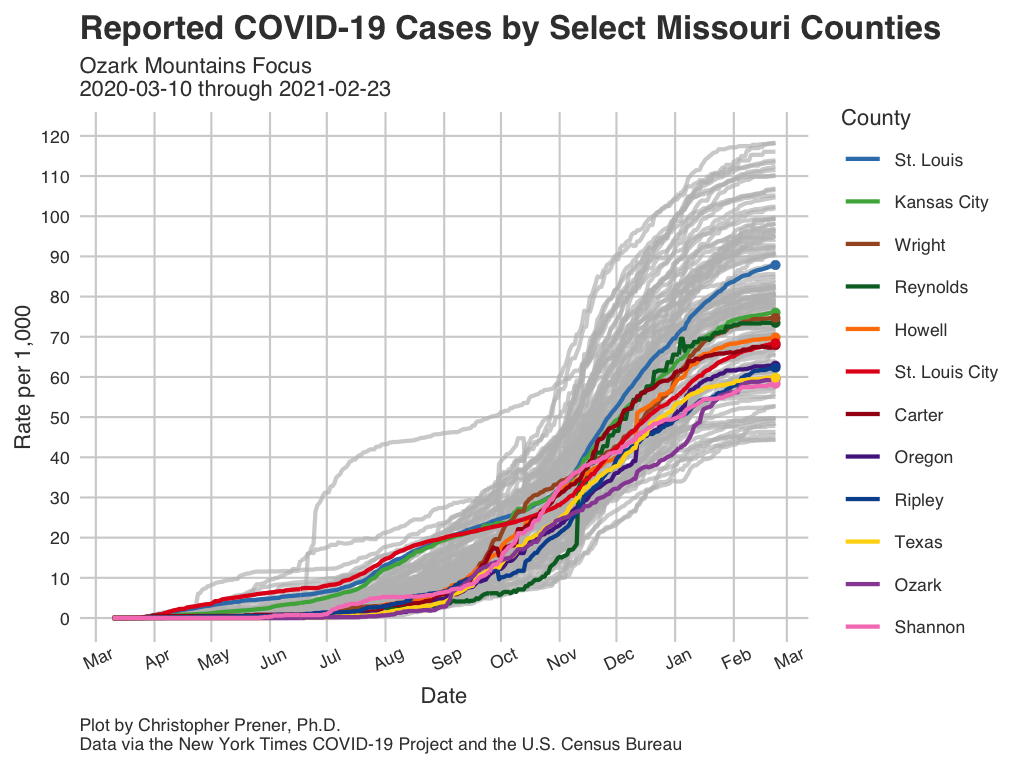 Reported COVID-19 Cases by Select Missouri Counties
Ozark Mountains Focus
2020-03-10 through 2021-02-23
Rate per 1,000
120
110
100
90
80
70
60
50
40
30
20
10
0
Mar
Apr
May
Jun
Jul
Aug
Sep
Oct
Nov
Dec
Jan
Feb
Mar
Date
County
St. Louis
Kansas City
Wright
Reynolds
Howell
St. Louis City
Carter
Oregon
Ripley
Texas
Ozark
Shannon
Plot by Christopher Prener, Ph.D.
Data via the New York Times COVID-19 Project and the U.S. Census Bureau